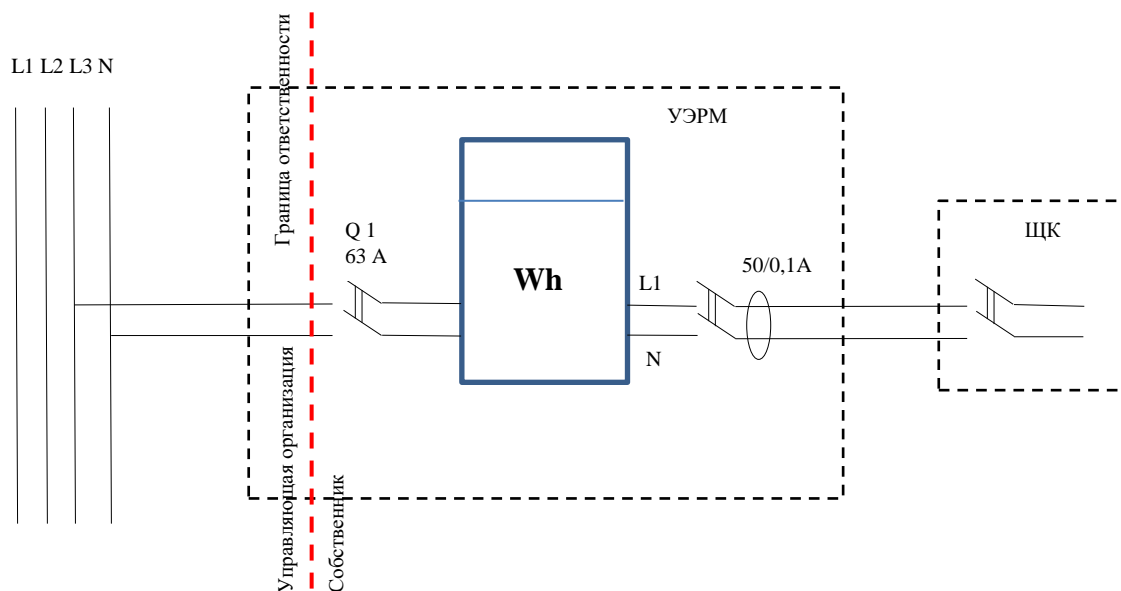 L1 L2 L3 N
Граница ответственности
УЭРМ
Q 1
63 А
Wh
L1
N
50/0,1А
ЩК
Управляющая организация
Собственник